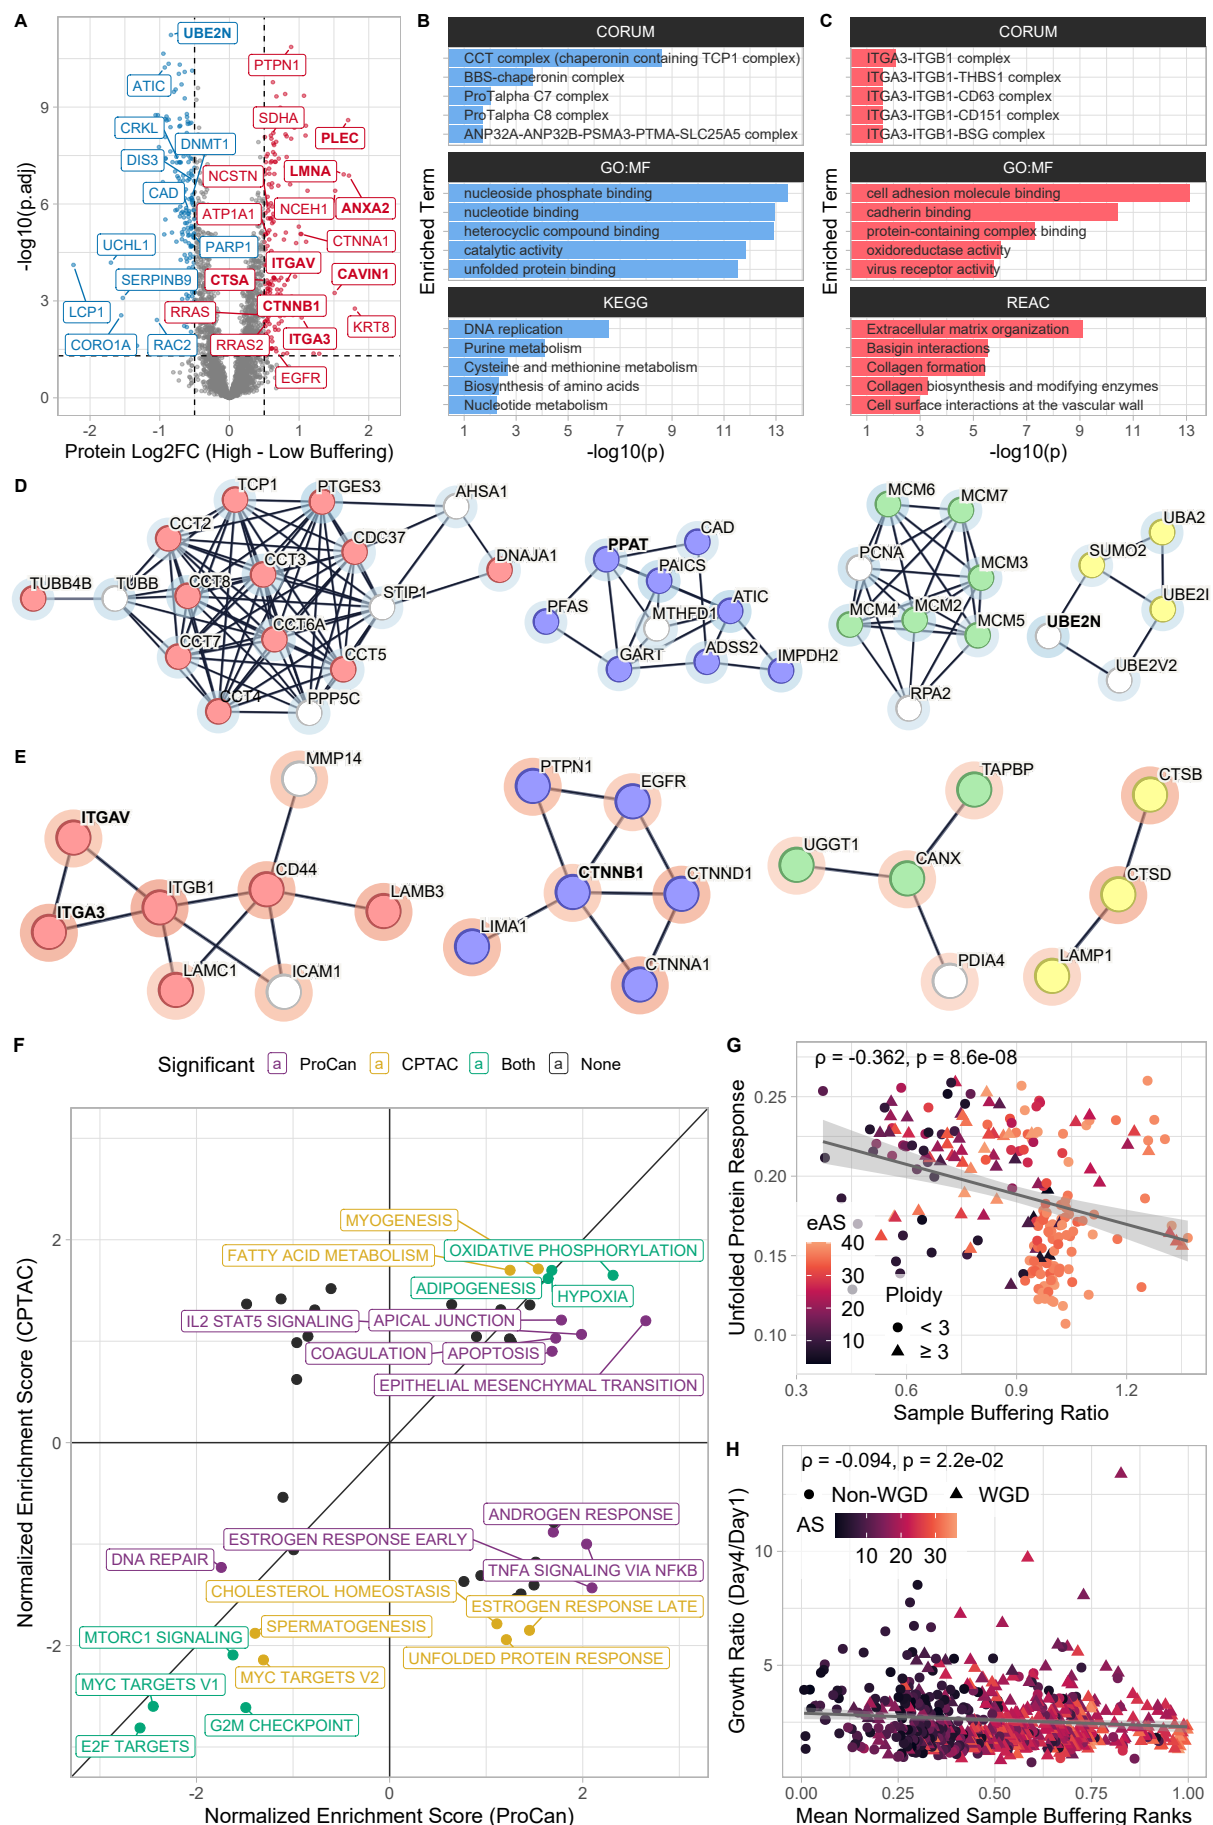 A
UBE2N
PTPN1
ATIC
SDHA
CRKL
PLEC
DNMT1
DIS3
LMNA
NCSTN
CAD
NCEH1
ANXA2
ATP1A1
UCHL1
PARP1
CTNNA1
ITGAV
SERPINB9
CTSA
CAVIN1
LCP1
RRAS
CTNNB1
KRT8
CORO1A
RAC2
RRAS2
ITGA3
EGFR
-log10(p.adj)
9
6
3
0
-2
-1
0
1
2
Protein Log2FC (High - Low Buffering)
B
Enriched Term
CORUM
CCT complex (chaperonin containing TCP1 complex)
BBS-chaperonin complex
ProTalpha C7 complex
ProTalpha C8 complex
ANP32A-ANP32B-PSMA3-PTMA-SLC25A5 complex
GO:MF
nucleoside phosphate binding
nucleotide binding
heterocyclic compound binding
catalytic activity
unfolded protein binding
KEGG
DNA replication
Purine metabolism
Cysteine and methionine metabolism
Biosynthesis of amino acids
Nucleotide metabolism
1
3
5
7
9
11
13
-log10(p)
C
Enriched Term
CORUM
ITGA3-ITGB1 complex
ITGA3-ITGB1-THBS1 complex
ITGA3-ITGB1-CD63 complex
ITGA3-ITGB1-CD151 complex
ITGA3-ITGB1-BSG complex
GO:MF
cell adhesion molecule binding
cadherin binding
protein-containing complex binding
oxidoreductase activity
virus receptor activity
REAC
Extracellular matrix organization
Basigin interactions
Collagen formation
Collagen biosynthesis and modifying enzymes
Cell surface interactions at the vascular wall
1
3
5
7
9
11
13
-log10(p)
D
TCP1
PTGES3
AHSA1
CCT2
CDC37
CCT3
DNAJA1
TUBB4B
TUBB
CCT8
STIP1
CCT6A
CCT7
CCT5
CCT4
PPP5C
CAD
PPAT
PAICS
ATIC
PFAS
MTHFD1
GART
ADSS2
IMPDH2
MCM6
MCM7
PCNA
MCM3
MCM4
MCM2
MCM5
RPA2
UBA2
SUMO2
UBE2I
UBE2N
UBE2V2
E
MMP14
ITGAV
CD44
ITGB1
LAMB3
ITGA3
LAMC1
ICAM1
PTPN1
EGFR
CTNNB1
CTNND1
LIMA1
CTNNA1
TAPBP
UGGT1
CANX
PDIA4
CTSB
CTSD
LAMP1
F
Significant
a
ProCan
a
CPTAC
a
Both
a
None
MYOGENESIS
FATTY ACID METABOLISM
OXIDATIVE PHOSPHORYLATION
ADIPOGENESIS
HYPOXIA
IL2 STAT5 SIGNALING
APICAL JUNCTION
COAGULATION
APOPTOSIS
EPITHELIAL MESENCHYMAL TRANSITION
ANDROGEN RESPONSE
ESTROGEN RESPONSE EARLY
DNA REPAIR
TNFA SIGNALING VIA NFKB
CHOLESTEROL HOMEOSTASIS
ESTROGEN RESPONSE LATE
SPERMATOGENESIS
MTORC1 SIGNALING
UNFOLDED PROTEIN RESPONSE
MYC TARGETS V2
MYC TARGETS V1
G2M CHECKPOINT
E2F TARGETS
Normalized Enrichment Score (CPTAC)
2
0
-2
-2
0
2
Normalized Enrichment Score (ProCan)
G
ρ = -0.362, p = 8.6e-08
Unfolded Protein Response
0.25
0.20
0.15
0.10
eAS
40
30
20
10
Ploidy
< 3
≥ 3
0.3
0.6
0.9
1.2
Sample Buffering Ratio
H
ρ = -0.094, p = 2.2e-02
Non-WGD
WGD
AS
10
20
30
Growth Ratio (Day4/Day1)
10
5
0.00
0.25
0.50
0.75
1.00
Mean Normalized Sample Buffering Ranks